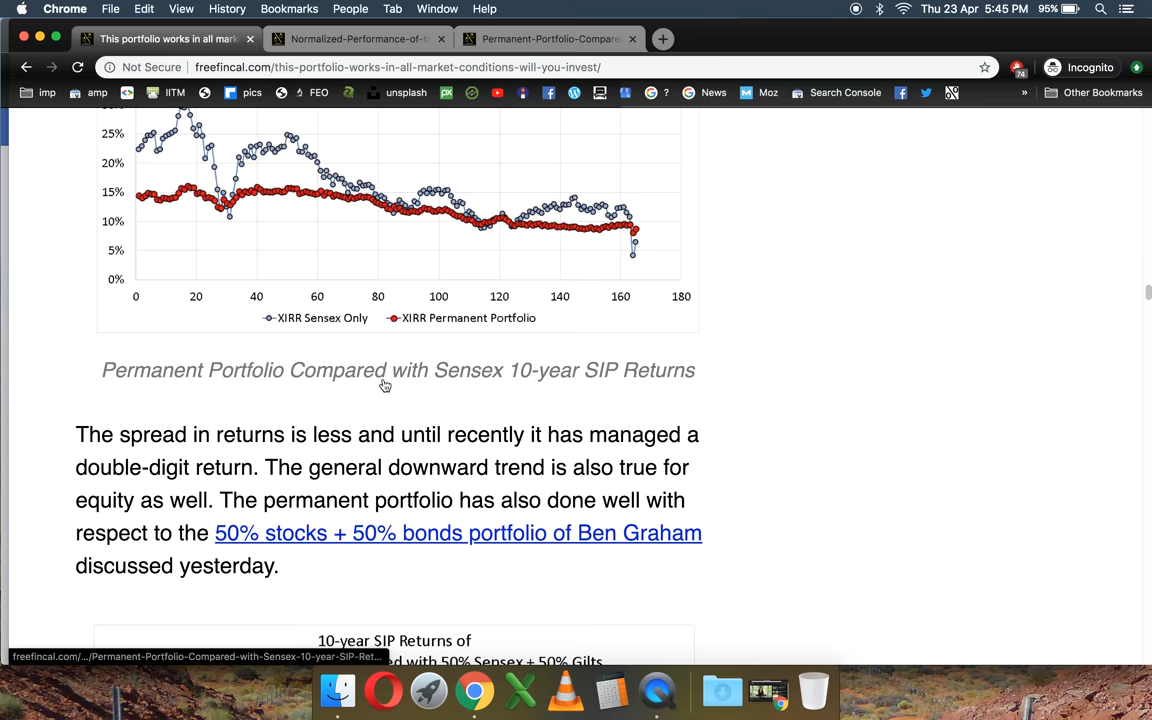 Chrome File Edit View History Bookmarks People Tab Window Help Thu 23 Apr 5:45 PM 95%
This portfolio works in all mark Normalized-Performance-of-t Permanent-Portfolio-Compare
Not Secure freefincal.com/this-portfolio-works-in-all-market-conditions-will-you-invest/ 74 Incognito
imp amp IITM pics FEO unsplash ? News Moz Search Console » Other Bookmarks
25%
20%
15%
10%
5%
0%
0 20 40 60 80 100 120 140 160 180
XIRR Sensex Only XIRR Permanent Portfolio
Permanent Portfolio Compared with Sensex 10-year SIP Returns
The spread in returns is less and until recently it has managed a
double-digit return. The general downward trend is also true for
equity as well. The permanent portfolio has also done well with
respect to the 50% stocks + 50% bonds portfolio of Ben Graham
discussed yesterday.
10-year SIP Returns of
ed with 50% Sensex + 50% Gilts
freefincal.com/.../Permanent-Portfolio-Compared-with-Sensex-10-year-SIP-Ret...